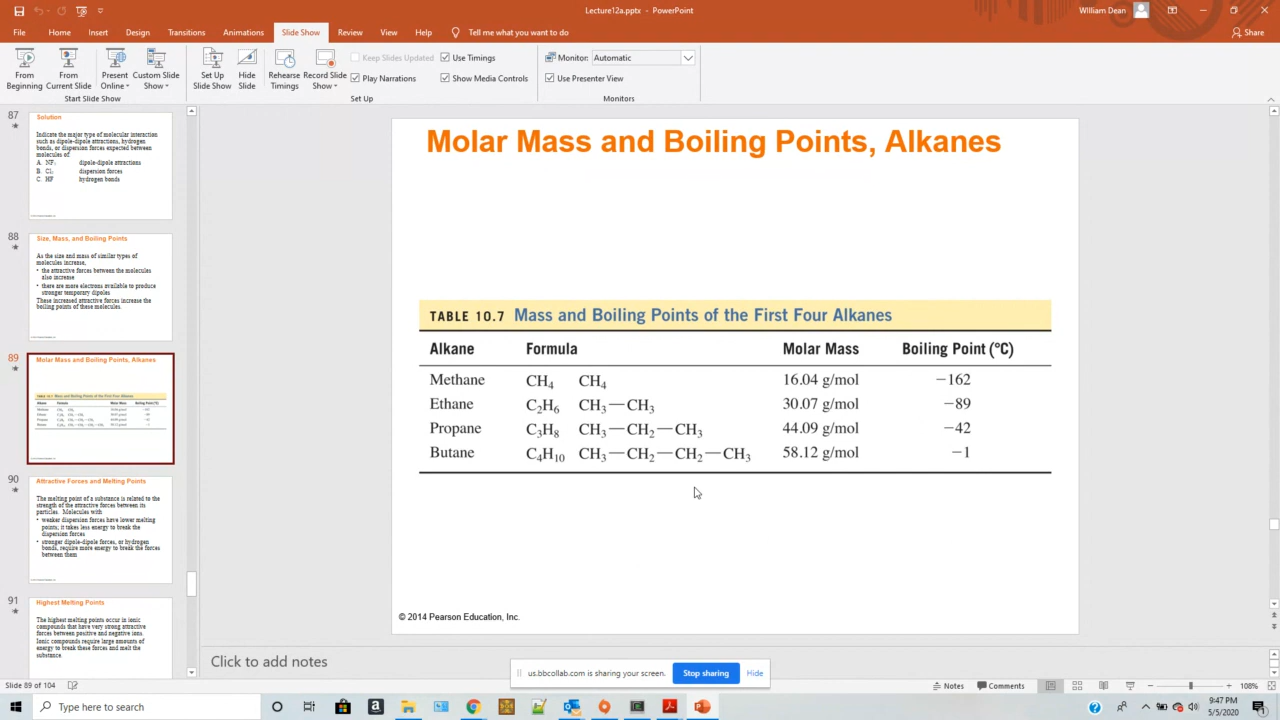 Lecture12a.pptx - PowerPoint
William Dean
File Home Insert Design Transitions Animations Slide Show Review View Help Tell me what you want to do
Share
From Beginning
From Current Slide
Present Online
Custom Slide Show
Start Slide Show
Set Up Slide Show
Hide Slide
Rehearse Timings
Record Slide Show
Keep Slides Updated
Use Timings
Play Narrations
Show Media Controls
Set Up
Monitor: Automatic
Use Presenter View
Monitors
87
Solution
Indicate the major type of molecular interaction
such as dipole-dipole attractions, hydrogen
bonds, or dispersion forces expected between
molecules of
A. NF₃ dipole-dipole attractions
B. Cl₂ dispersion forces
C. HF hydrogen bonds
88
Size, Mass, and Boiling Points
As the size and mass of similar types of
molecules increase,
• the attractive forces between the molecules
also increase
• there are more electrons available to produce
stronger temporary dipoles
These increased attractive forces increase the
boiling points of these molecules.
89
Molar Mass and Boiling Points, Alkanes
90
Attractive Forces and Melting Points
The melting point of a substance is related to the
strength of the attractive forces between its
particles. Molecules with
• weaker dispersion forces have lower melting
points; it takes less energy to break the
dispersion forces
• stronger dipole-dipole forces, or hydrogen
bonds, require more energy to break the forces
between them
91
Highest Melting Points
The highest melting points occur in ionic
compounds that have very strong attractive
forces between positive and negative ions.
Ionic compounds require large amounts of
energy to break these forces and melt the
substance.
Molar Mass and Boiling Points, Alkanes
TABLE 10.7 Mass and Boiling Points of the First Four Alkanes
Alkane Formula Molar Mass Boiling Point (°C)
Methane CH₄ CH₄ 16.04 g/mol −162
Ethane C₂H₆ CH₃—CH₃ 30.07 g/mol −89
Propane C₃H₈ CH₃—CH₂—CH₃ 44.09 g/mol −42
Butane C₄H₁₀ CH₃—CH₂—CH₂—CH₃ 58.12 g/mol −1
© 2014 Pearson Education, Inc.
Click to add notes
us.bbcollab.com is sharing your screen. Stop sharing Hide
Slide 89 of 104
Notes Comments 108%
Type here to search
9:47 PM
5/5/2020